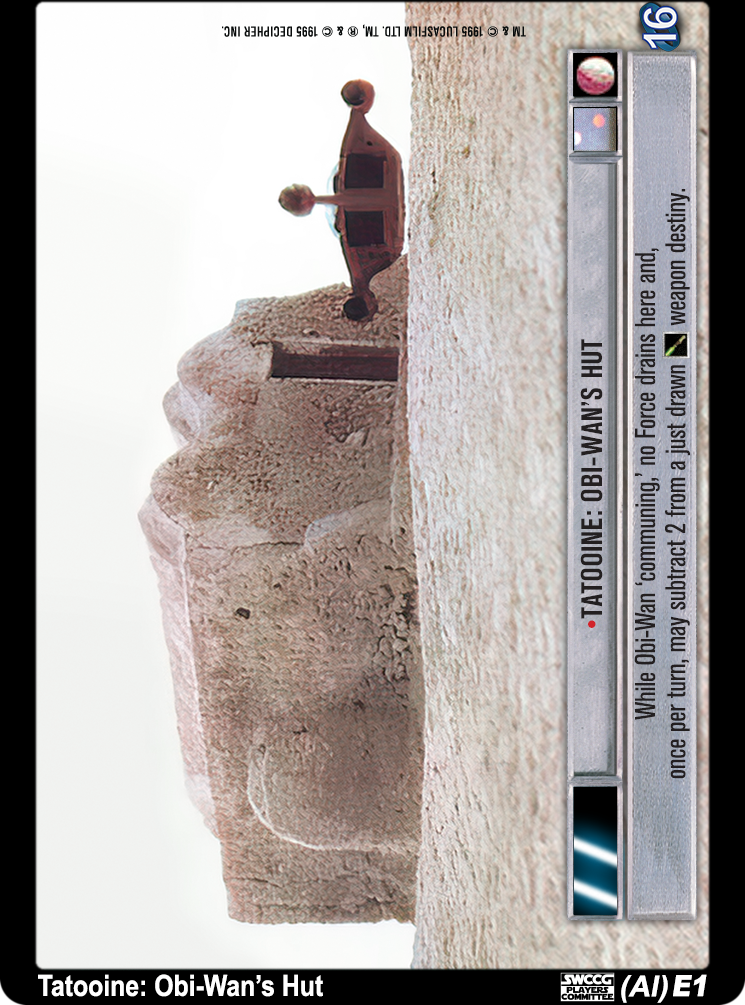 TM & © 1995 LUCASFILM LTD. TM, ® & © 1995 DECIPHER INC.
16
•TATOOINE: OBI-WAN'S HUT
While Obi-Wan ‘communing,’ no Force drains here and,
once per turn, may subtract 2 from a just drawn weapon destiny.
Tatooine: Obi-Wan's Hut
SWCCG
PLAYERS
COMMITTEE
(AI) E1